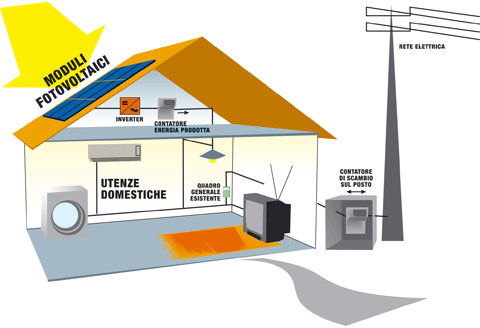 MODULI
FOTOVOLTAICI
RETE ELETTRICA
INVERTER
CONTATORE
ENERGIA PRODOTTA
UTENZE
DOMESTICHE
QUADRO
GENERALE
ESISTENTE
CONTATORE
DI SCAMBIO
SUL POSTO